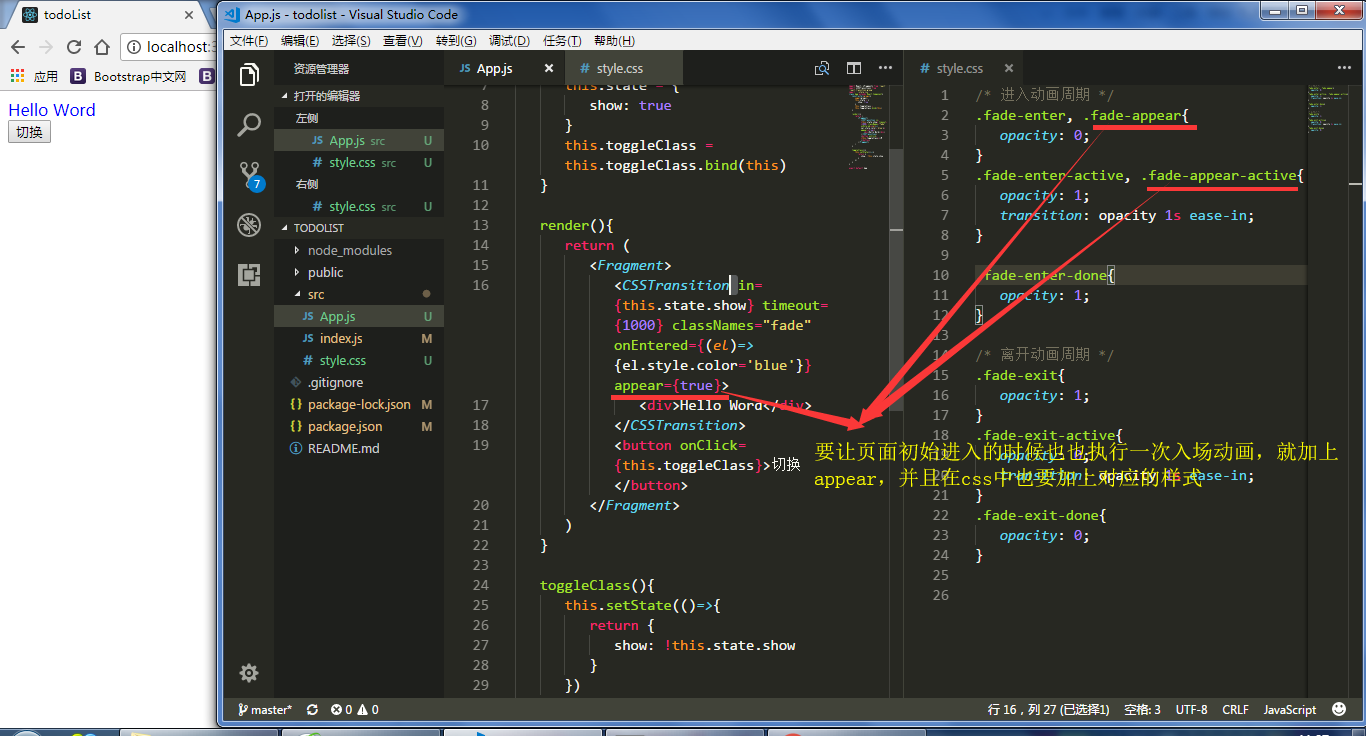 todoList
localhost:3
应用
Bootstrap中文网
Hello Word
切换
App.js - todolist - Visual Studio Code
文件(F) 编辑(E) 选择(S) 查看(V) 转到(G) 调试(D) 任务(T) 帮助(H)
资源管理器
打开的编辑器
左侧
JS App.js src U
# style.css src U
右侧
# style.css src U
7
TODOLIST
node_modules
public
src
JS App.js U
JS index.js M
# style.css U
.gitignore
{} package-lock.json M
{} package.json M
README.md
JS App.js
# style.css
7 this.state = {
8 show: true
9 }
10 this.toggleClass =
this.toggleClass.bind(this)
11 }
12
13 render(){
14 return (
15 <Fragment>
16 <CSSTransition in=
{this.state.show} timeout=
{1000} classNames="fade"
onEntered={(el)=>
{el.style.color='blue'}}
appear={true}>
17 <div>Hello Word</div>
18 </CSSTransition>
19 <button onClick=
{this.toggleClass}>切换
</button>
20 </Fragment>
21 )
22 }
23
24 toggleClass(){
25 this.setState(()=>{
26 return {
27 show: !this.state.show
28 }
29 })
# style.css
1 /* 进入动画周期 */
2 .fade-enter, .fade-appear{
3 opacity: 0;
4 }
5 .fade-enter-active, .fade-appear-active{
6 opacity: 1;
7 transition: opacity 1s ease-in;
8 }
9
10 .fade-enter-done{
11 opacity: 1;
12 }
13
14 /* 离开动画周期 */
15 .fade-exit{
16 opacity: 1;
17 }
18 .fade-exit-active{
19
20 transition: opacity ease-in;
21 }
22 .fade-exit-done{
23 opacity: 0;
24 }
25
26
要让页面初始进入的时候也也执行一次入场动画，就加上
appear，并且在css中也要加上对应的样式
master* 0 0
行 16，列 27 (已选择1) 空格: 3 UTF-8 CRLF JavaScript